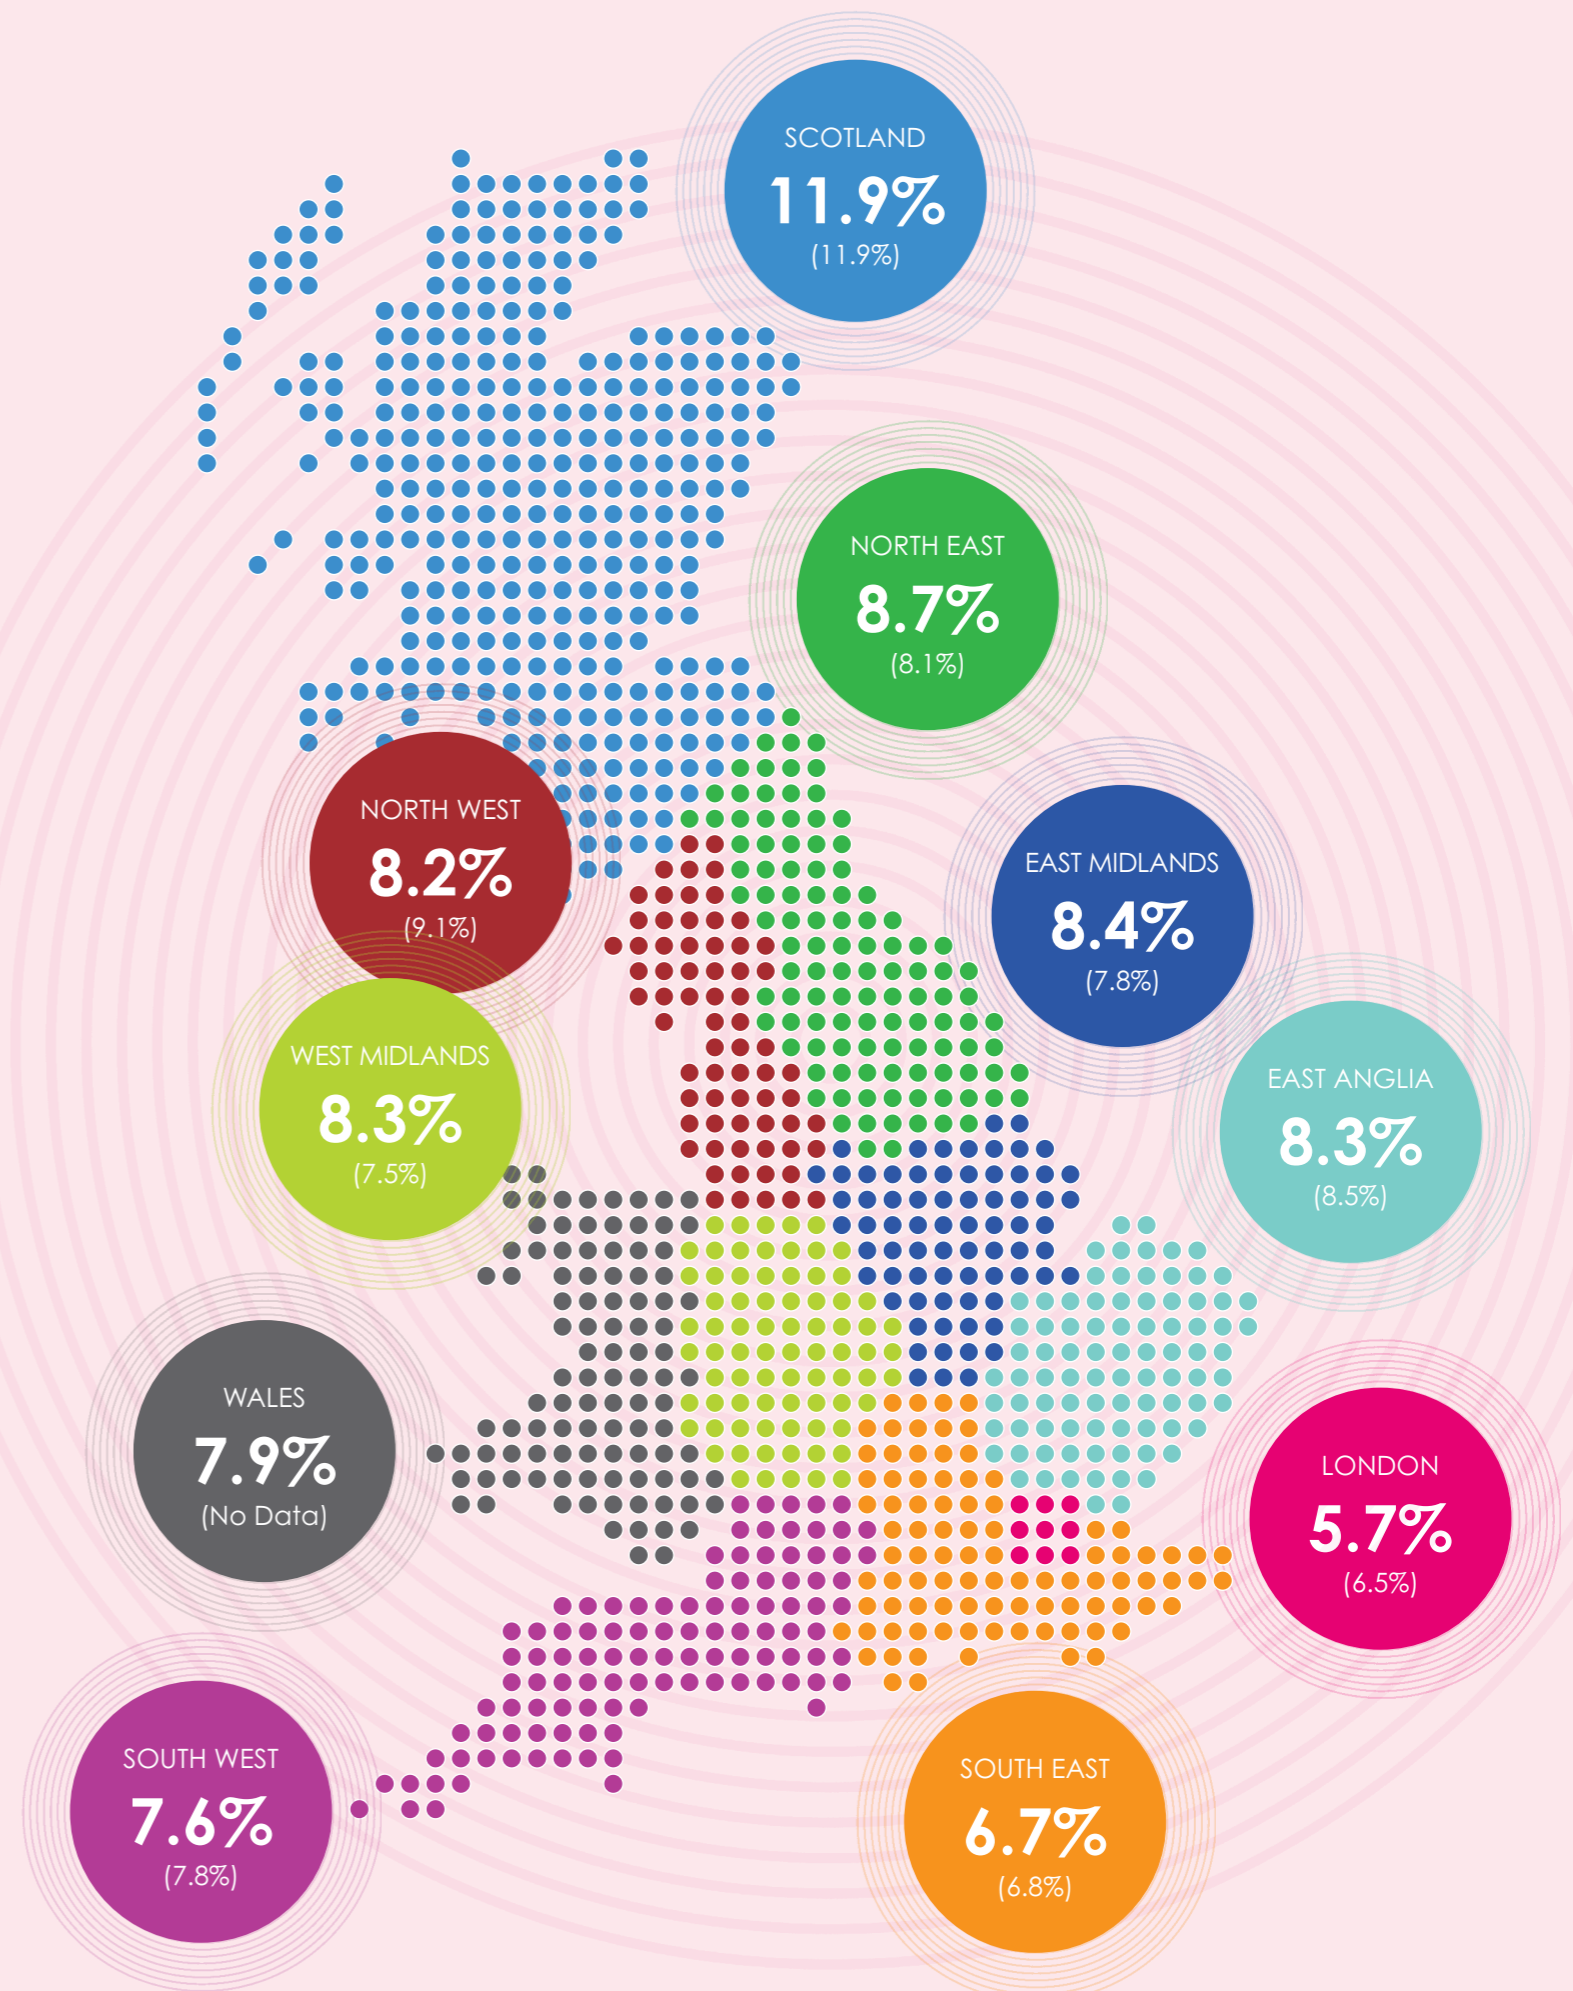 SCOTLAND
11.9%
(11.9%)
NORTH EAST
8.7%
(8.1%)
NORTH WEST
8.2%
(9.1%)
EAST MIDLANDS
8.4%
(7.8%)
WEST MIDLANDS
8.3%
(7.5%)
EAST ANGLIA
8.3%
(8.5%)
WALES
7.9%
(No Data)
LONDON
5.7%
(6.5%)
SOUTH WEST
7.6%
(7.8%)
SOUTH EAST
6.7%
(6.8%)